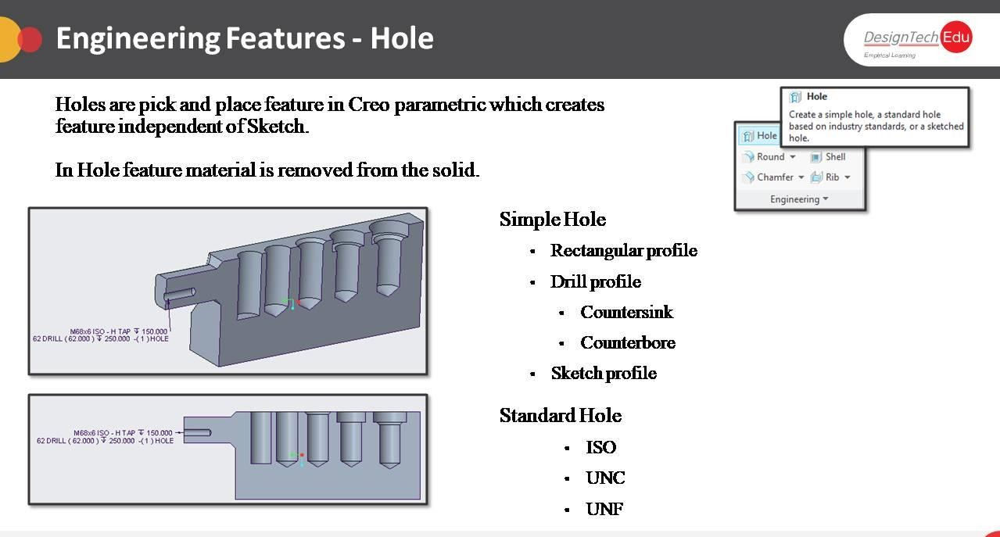 Engineering Features - Hole
DesignTech Edu
Empirical Learning
Holes are pick and place feature in Creo parametric which creates
feature independent of Sketch.
In Hole feature material is removed from the solid.
Hole
Create a simple hole, a standard hole
based on industry standards, or a sketched
hole.
Hole
Round
Shell
Chamfer
Rib
Engineering
M68x6 ISO - H TAP ↧ 150.000
62 DRILL ( 62.000 ) ↧ 250.000 -( 1 ) HOLE
M68x6 ISO - H TAP ↧ 150.000
62 DRILL ( 62.000 ) ↧ 250.000 -( 1 ) HOLE
Simple Hole
▪ Rectangular profile
▪ Drill profile
▪ Countersink
▪ Counterbore
▪ Sketch profile
Standard Hole
▪ ISO
▪ UNC
▪ UNF